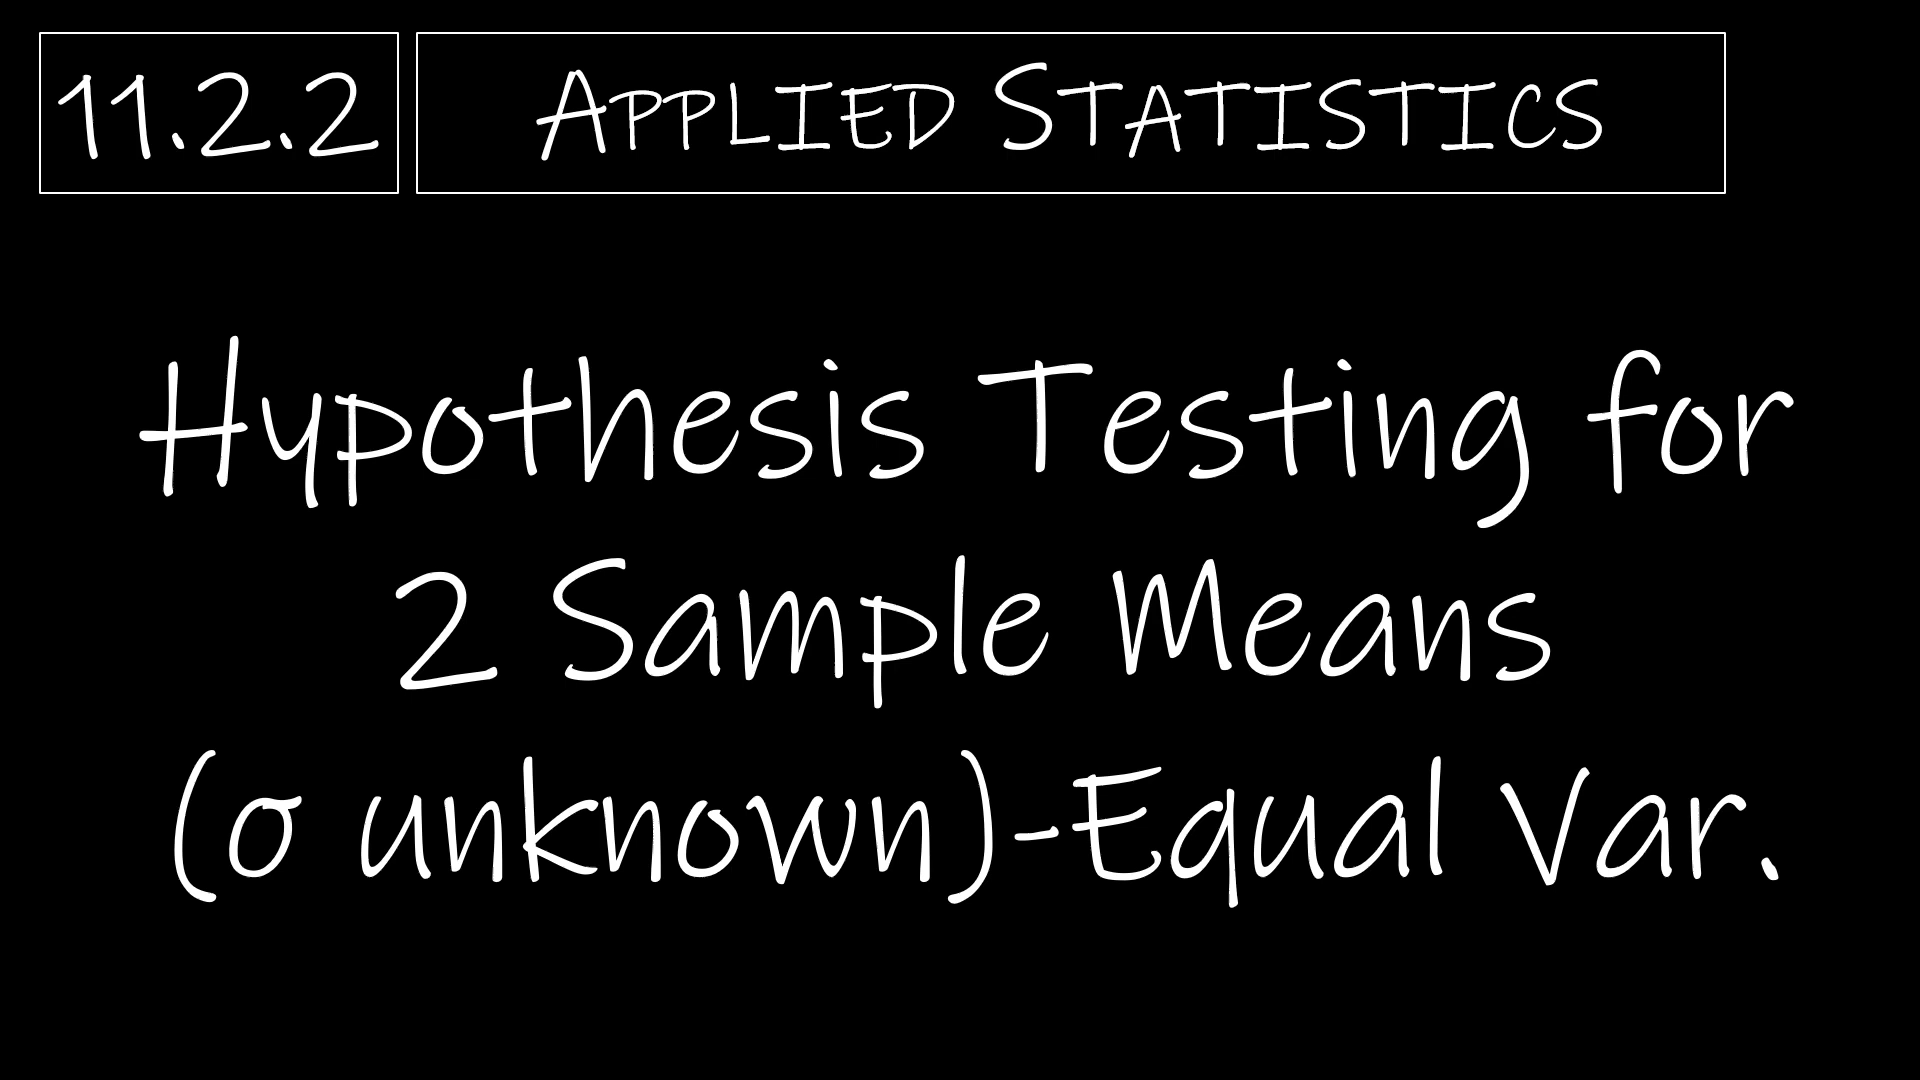 11.2.2
APPLIED STATISTICS
Hypothesis Testing for
2 Sample Means
(σ unknown)-Equal Var.